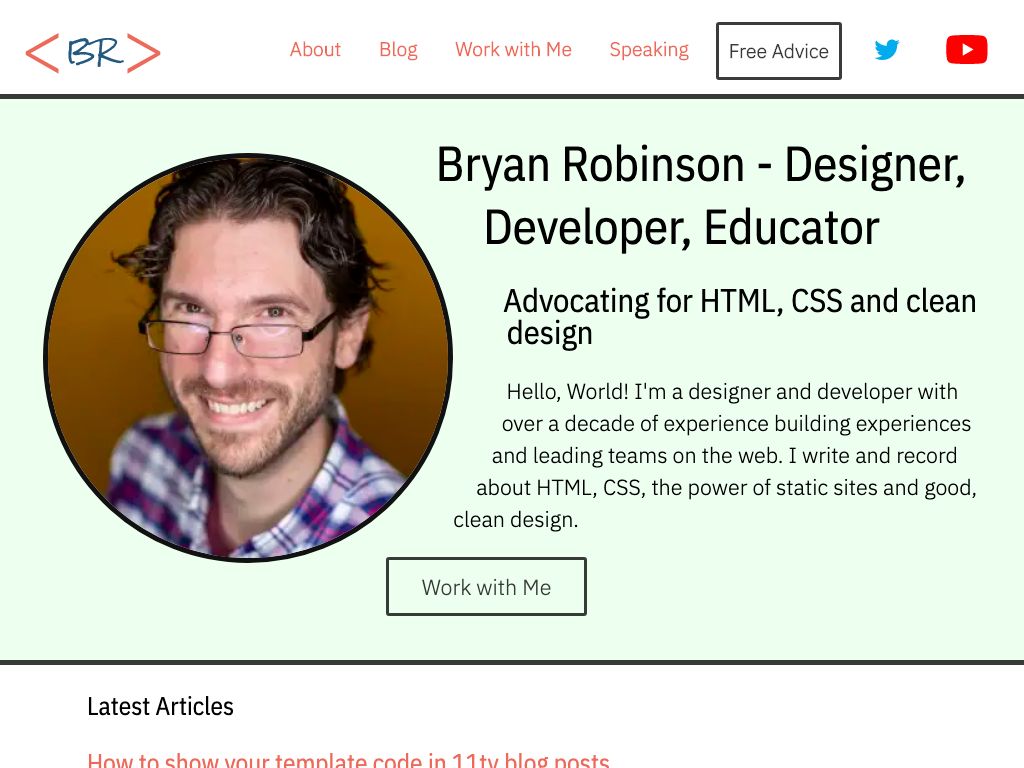 < BR >
About
Blog
Work with Me
Speaking
Free Advice
Bryan Robinson - Designer,
Developer, Educator
Advocating for HTML, CSS and clean
design
Hello, World! I'm a designer and developer with
over a decade of experience building experiences
and leading teams on the web. I write and record
about HTML, CSS, the power of static sites and good,
clean design.
Work with Me
Latest Articles
How to show your template code in 11ty blog posts